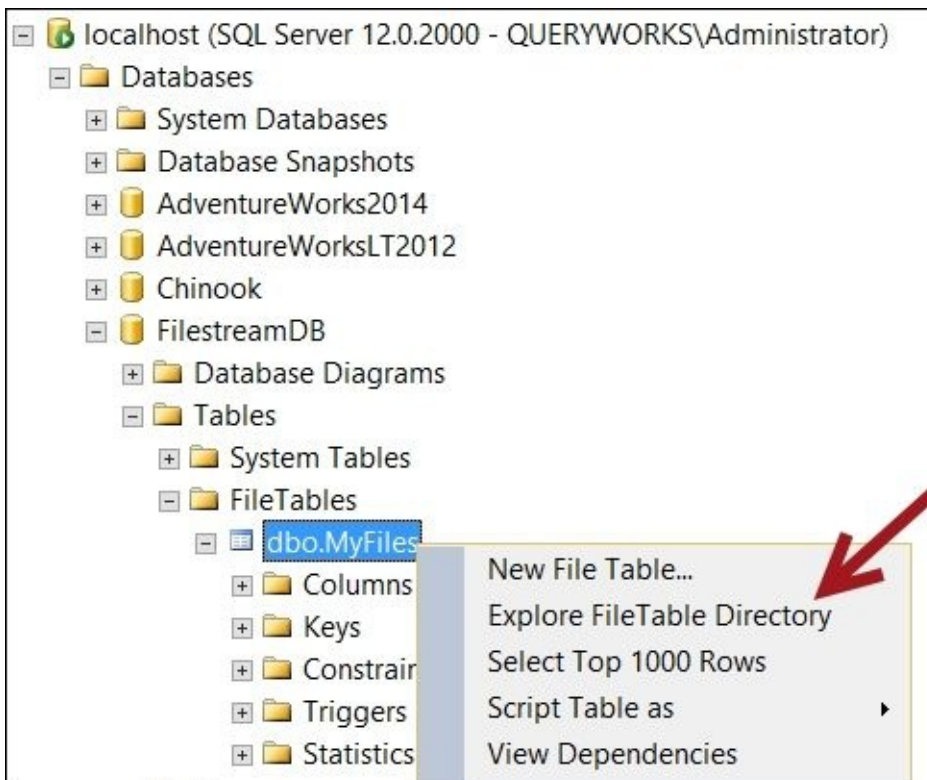 localhost (SQL Server 12.0.2000 - QUERYWORKS\Administrator)
Databases
System Databases
Database Snapshots
AdventureWorks2014
AdventureWorksLT2012
Chinook
FilestreamDB
Database Diagrams
Tables
System Tables
FileTables
dbo.MyFiles
Columns
Keys
Constrain
Triggers
Statistics
New File Table...
Explore FileTable Directory
Select Top 1000 Rows
Script Table as
View Dependencies